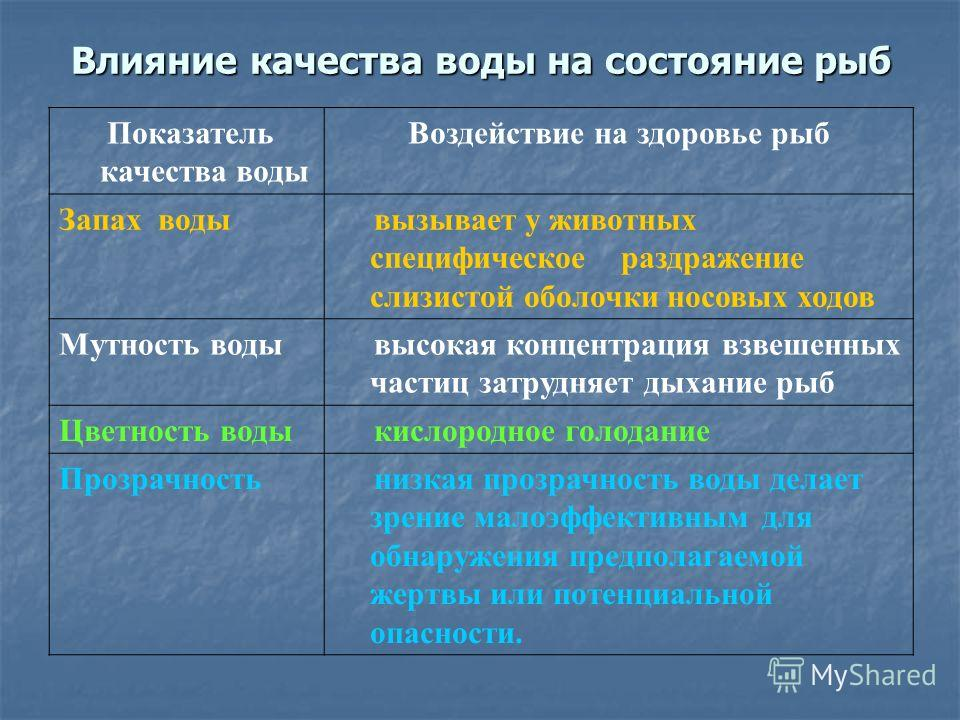 Влияние качества воды на состояние рыб
Показатель
качества воды
Воздействие на здоровье рыб
Запах воды
вызывает у животных
специфическое раздражение
слизистой оболочки носовых ходов
Мутность воды
высокая концентрация взвешенных
частиц затрудняет дыхание рыб
Цветность воды
кислородное голодание
Прозрачность
низкая прозрачность воды делает
зрение малоэффективным для
обнаружения предполагаемой
жертвы или потенциальной
опасности.
MyShared